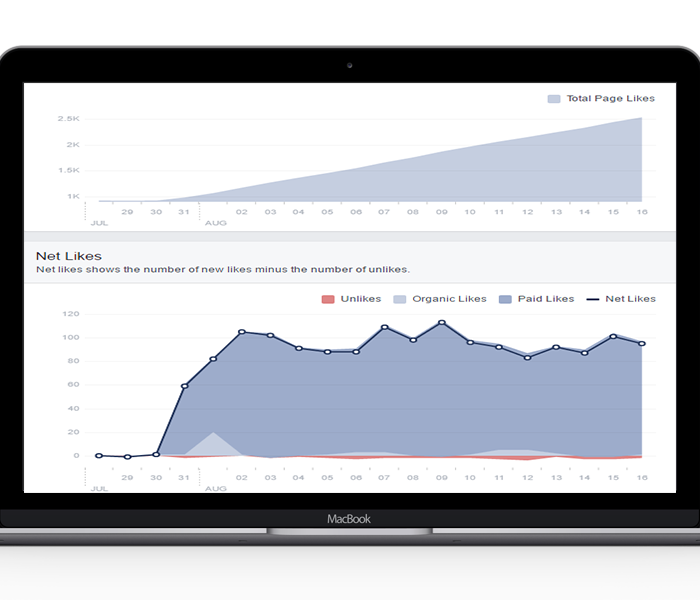 Total Page Likes
2.5K
2K
1.5K
1K
29 30 31 02 03 04 05 06 07 08 09 10 11 12 13 14 15 16
JUL AUG
Net Likes
Net likes shows the number of new likes minus the number of unlikes.
Unlikes Organic Likes Paid Likes Net Likes
120
100
80
60
40
20
0
29 30 31 02 03 04 05 06 07 08 09 10 11 12 13 14 15 16
JUL AUG
MacBook